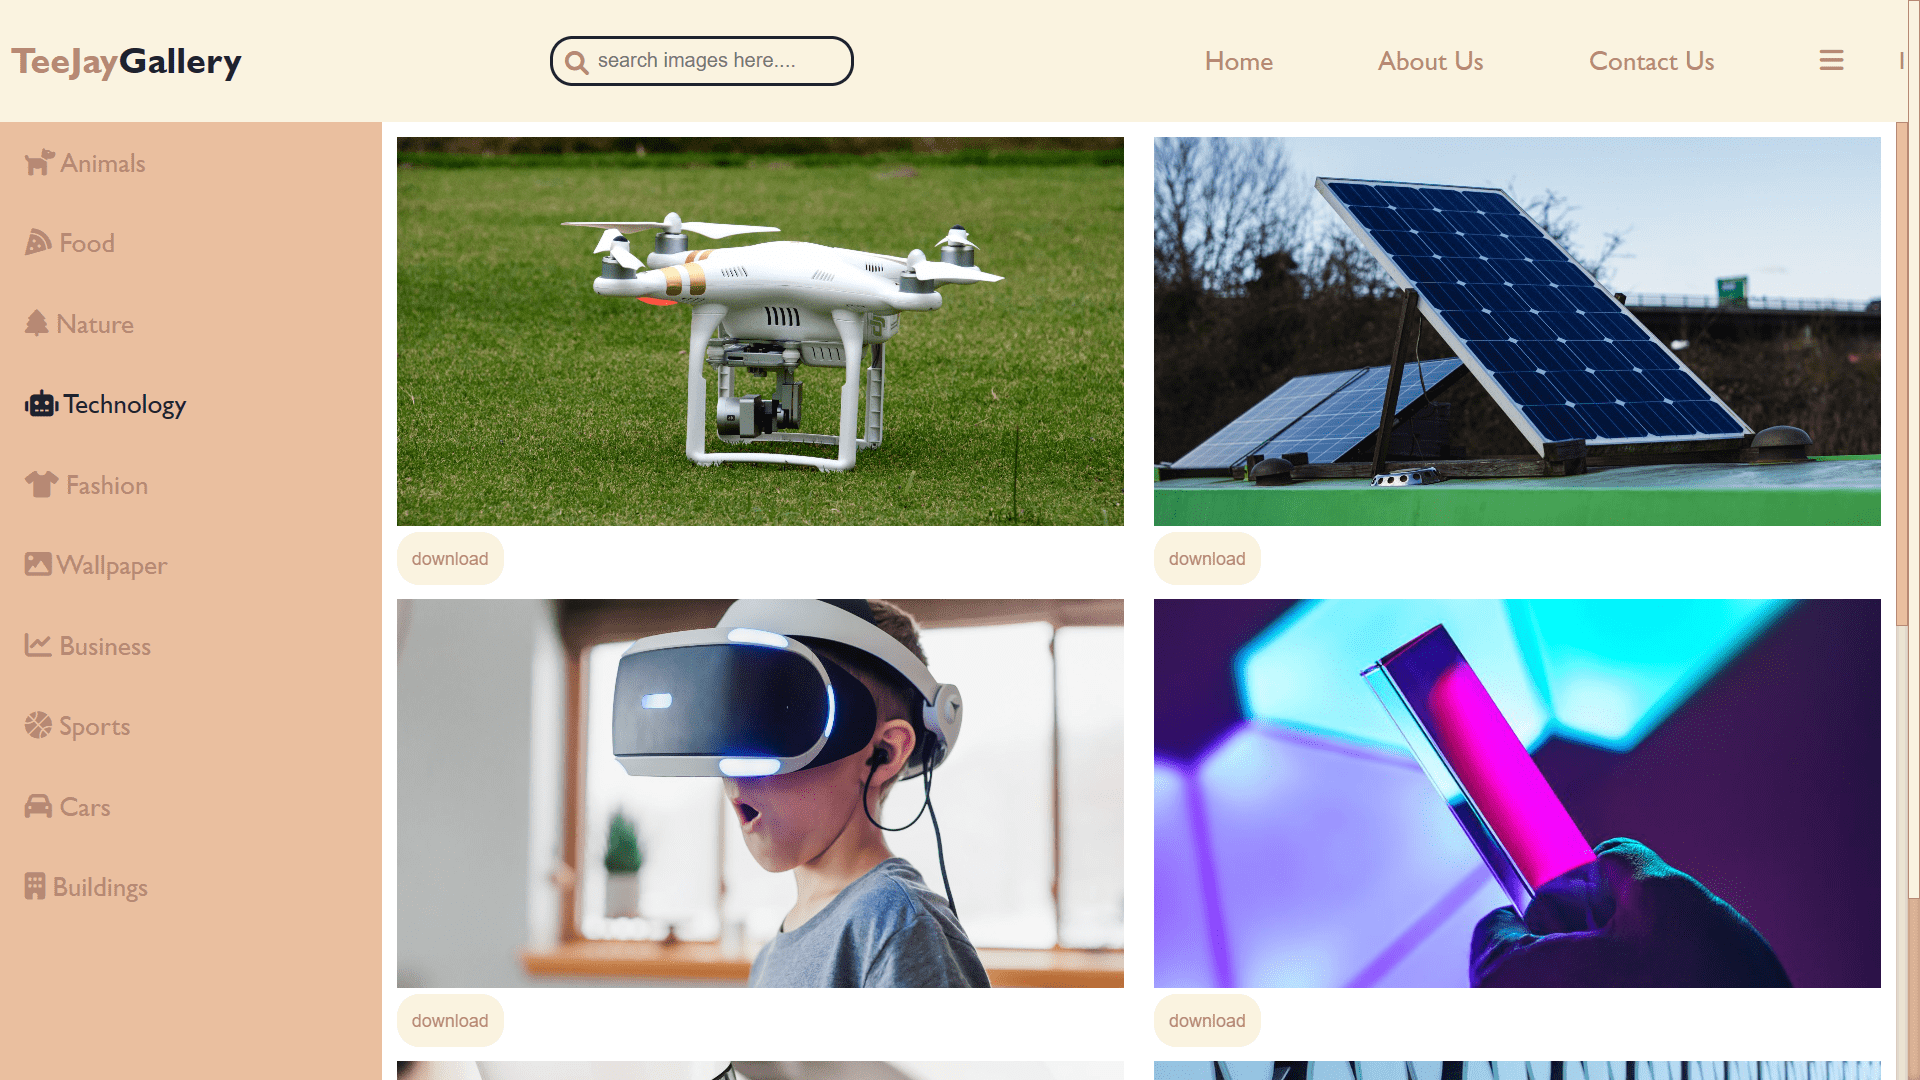 TeeJayGallery
search images here....
Home
About Us
Contact Us
Animals
Food
Nature
Technology
Fashion
Wallpaper
Business
Sports
Cars
Buildings
download
download
download
download